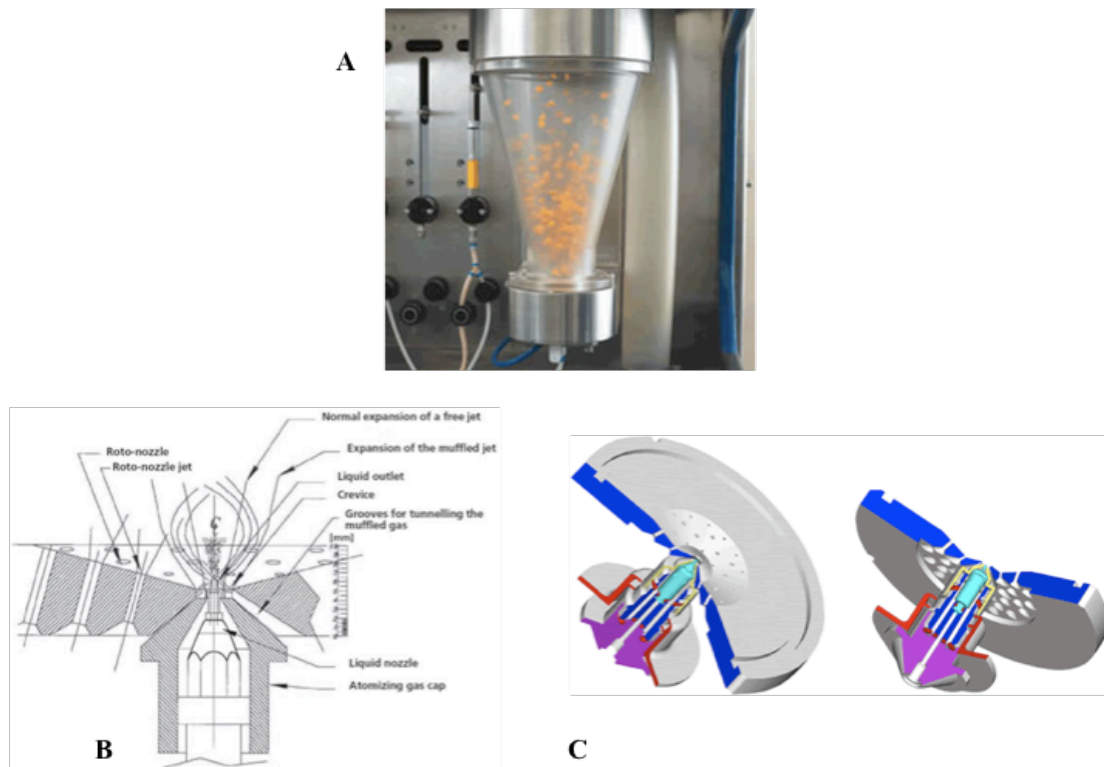 A
Normal expansion of a free jet
Roto-nozzle
Expansion of the muffled jet
Roto-nozzle jet
Liquid outlet
Crevice
Grooves for tunnelling the
muffled gas
[mm]
Liquid nozzle
Atomizing gas cap
B
C